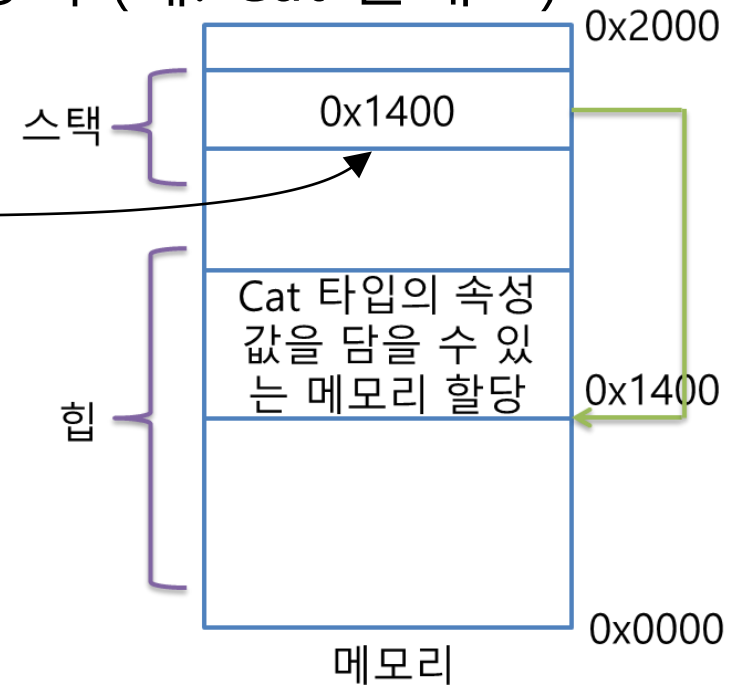 0x2000
스택
0x1400
Cat 타입의 속성
값을 담을 수 있
는 메모리 할당
0x1400
힙
0x0000
메모리